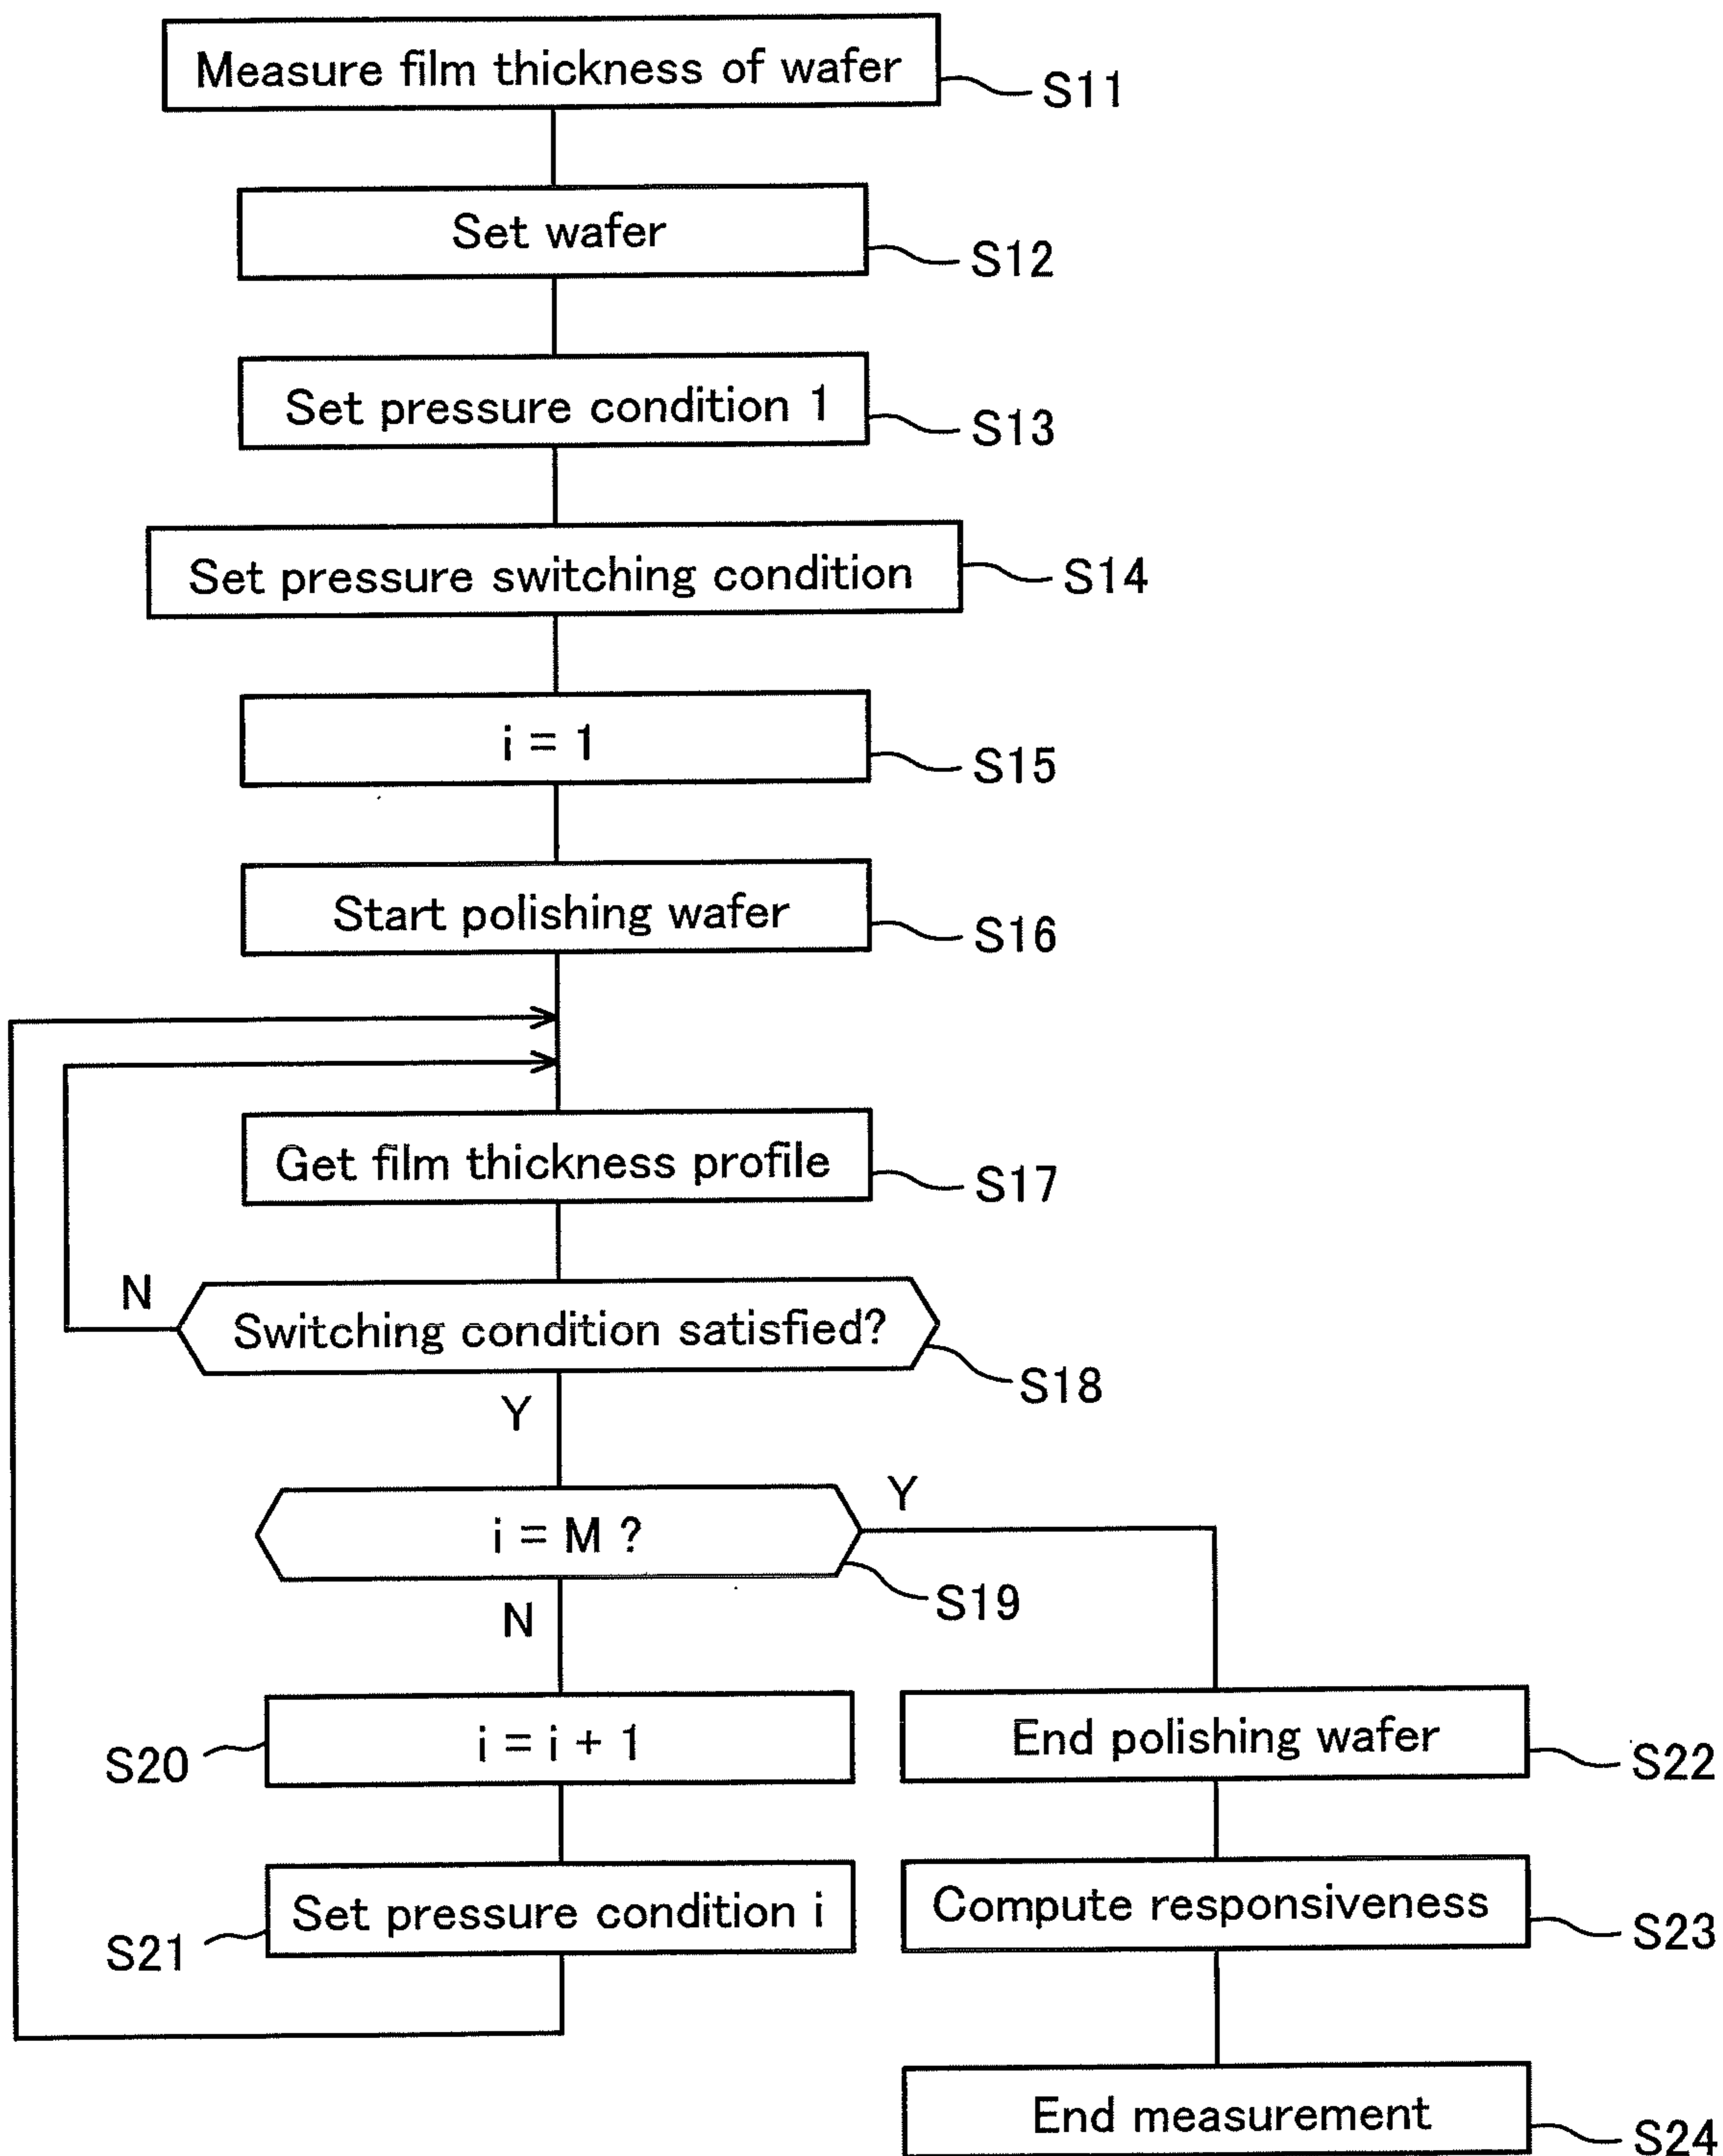 Measure film thickness of wafer
S11
Set wafer
S12
Set pressure condition 1
S13
Set pressure switching condition
S14
i = 1
S15
Start polishing wafer
S16
Get film thickness profile
S17
N
Switching condition satisfied?
S18
Y
i = M ?
Y
S19
N
S20
i = i + 1
End polishing wafer
S22
S21
Set pressure condition i
Compute responsiveness
S23
End measurement
S24